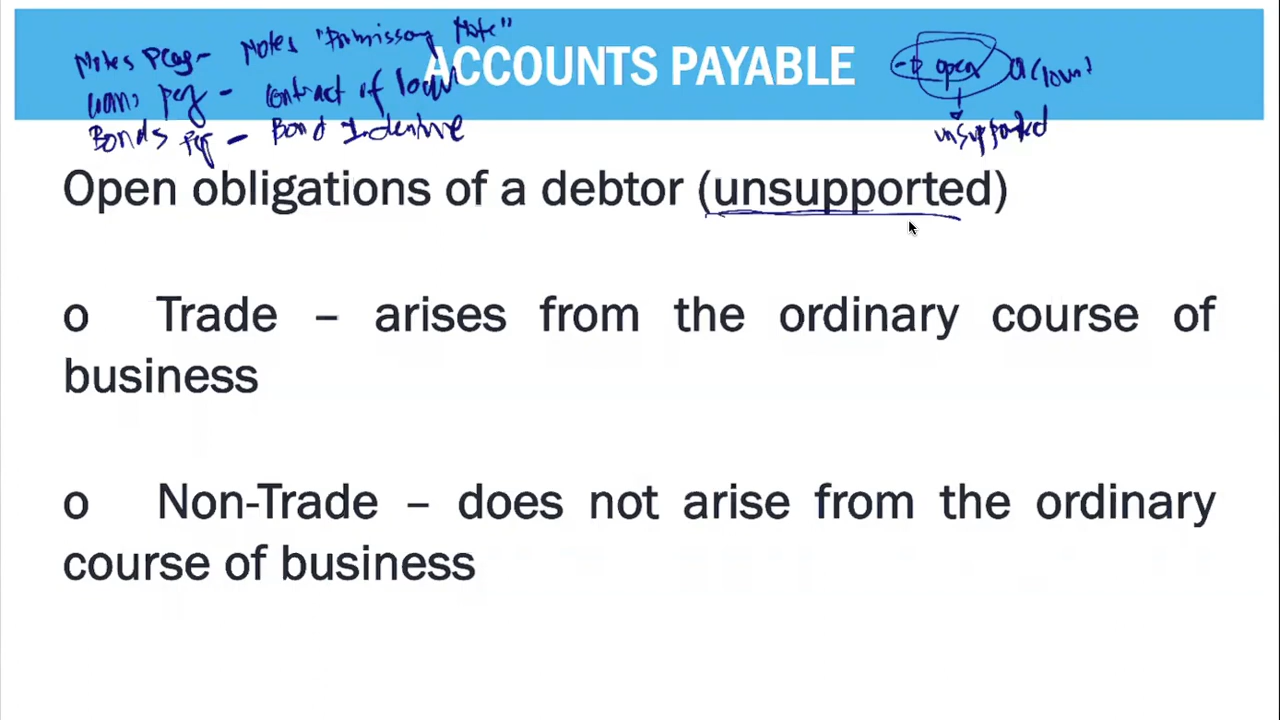 Notes Pay- Notes "Promissory Note"
ACCOUNTS PAYABLE
→ open account
Loans pay - contract of loan
unsupported
Bonds pay - Bond Indenture
Open obligations of a debtor (unsupported)
o Trade – arises from the ordinary course of
business
o Non-Trade – does not arise from the ordinary
course of business